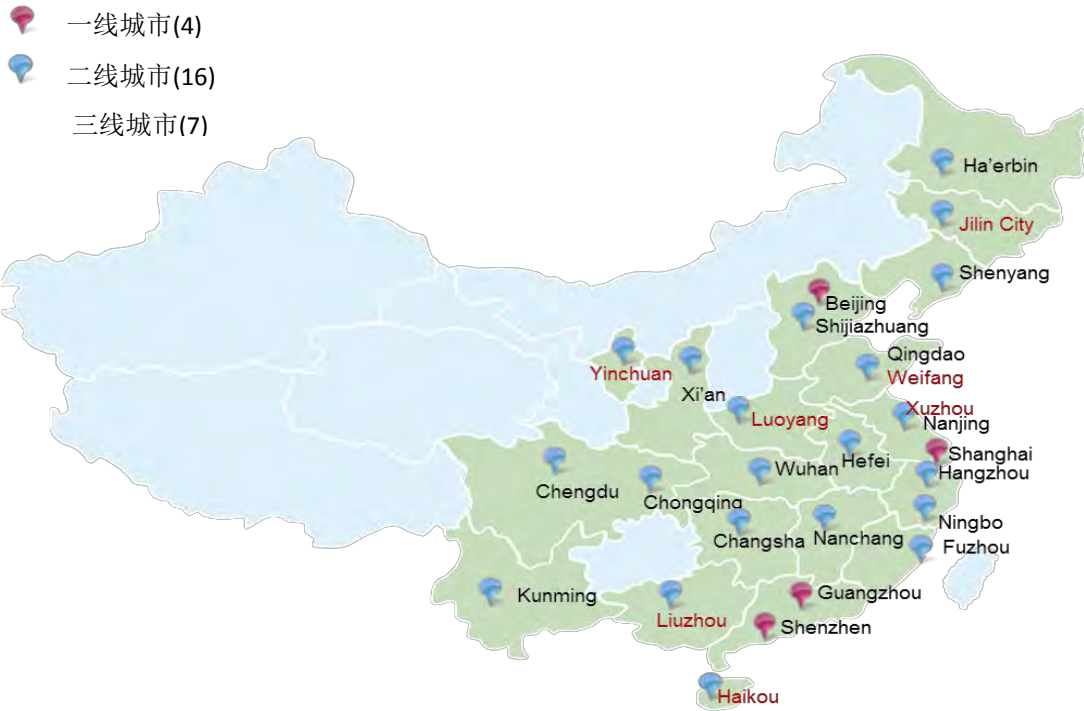 一线城市(4)
二线城市(16)
三线城市(7)
Ha'erbin
Jilin City
Shenyang
Beijing
Shijiazhuang
Qingdao
Yinchuan
Weifang
Xi'an
Xuzhou
Luoyang
Nanjing
Shanghai
Hefei
Wuhan
Hangzhou
Chengdu
Chongqing
Ningbo
Changsha
Nanchang
Fuzhou
Kunming
Guangzhou
Liuzhou
Shenzhen
Haikou